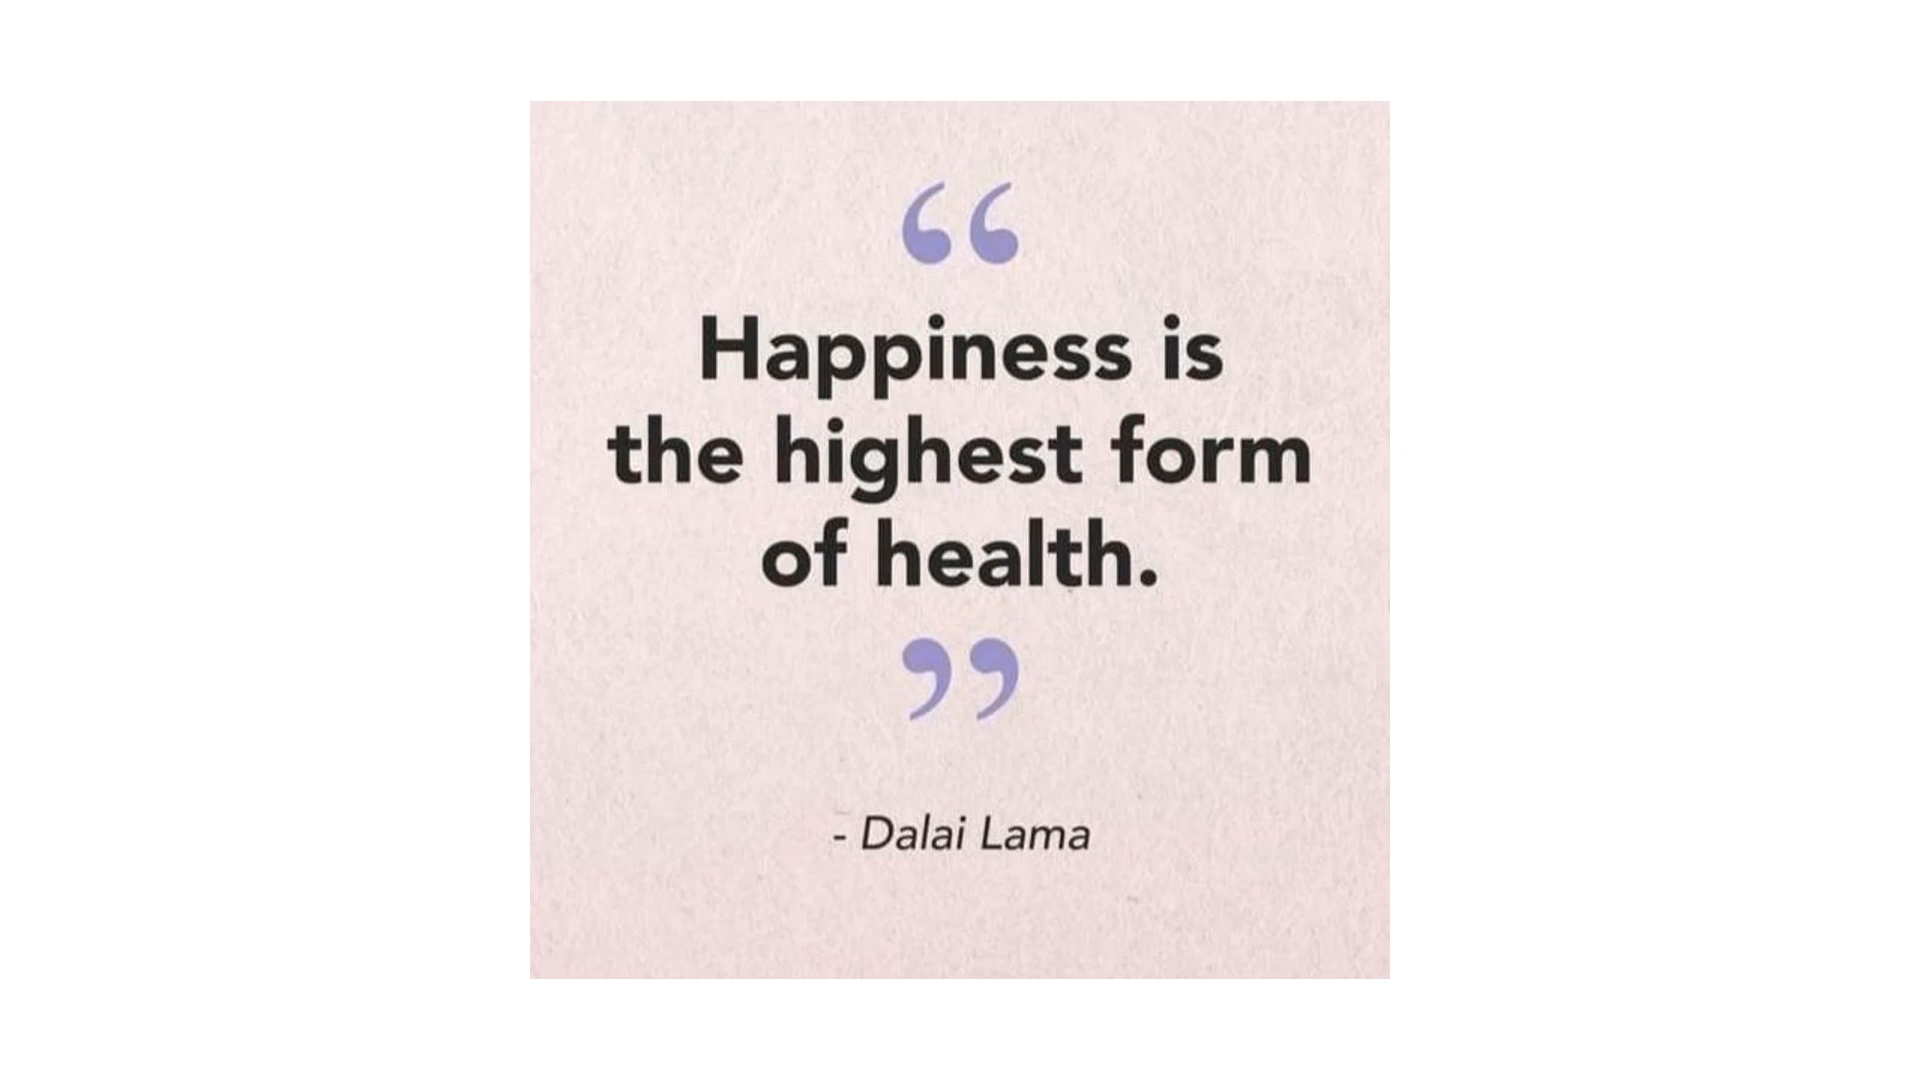 “
Happiness is
the highest form
of health.
”
- Dalai Lama